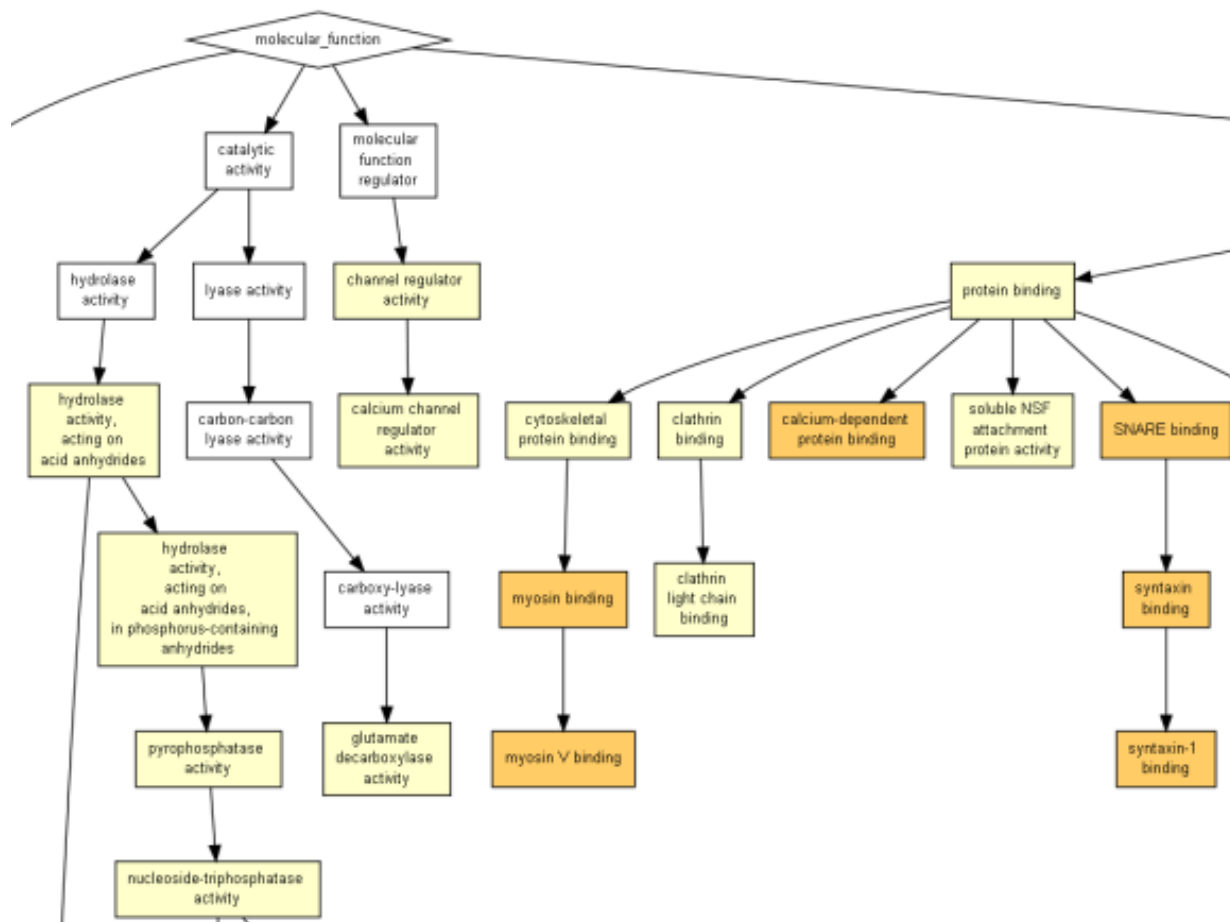 molecular_function
catalytic
activity
molecular
function
regulator
hydrolase
activity
lyase activity
channel regulator
activity
protein binding
hydrolase
activity,
acting on
acid anhydrides
carbon-carbon
lyase activity
calcium channel
regulator
activity
cytoskeletal
protein binding
clathrin
binding
calcium-dependent
protein binding
soluble NSF
attachment
protein activity
SNARE binding
hydrolase
activity,
acting on
acid anhydrides,
in phosphorus-containing
anhydrides
carboxy-lyase
activity
myosin binding
clathrin
light chain
binding
syntaxin
binding
pyrophosphatase
activity
glutamate
decarboxylase
activity
myosin V binding
syntaxin-1
binding
nucleoside-triphosphatase
activity